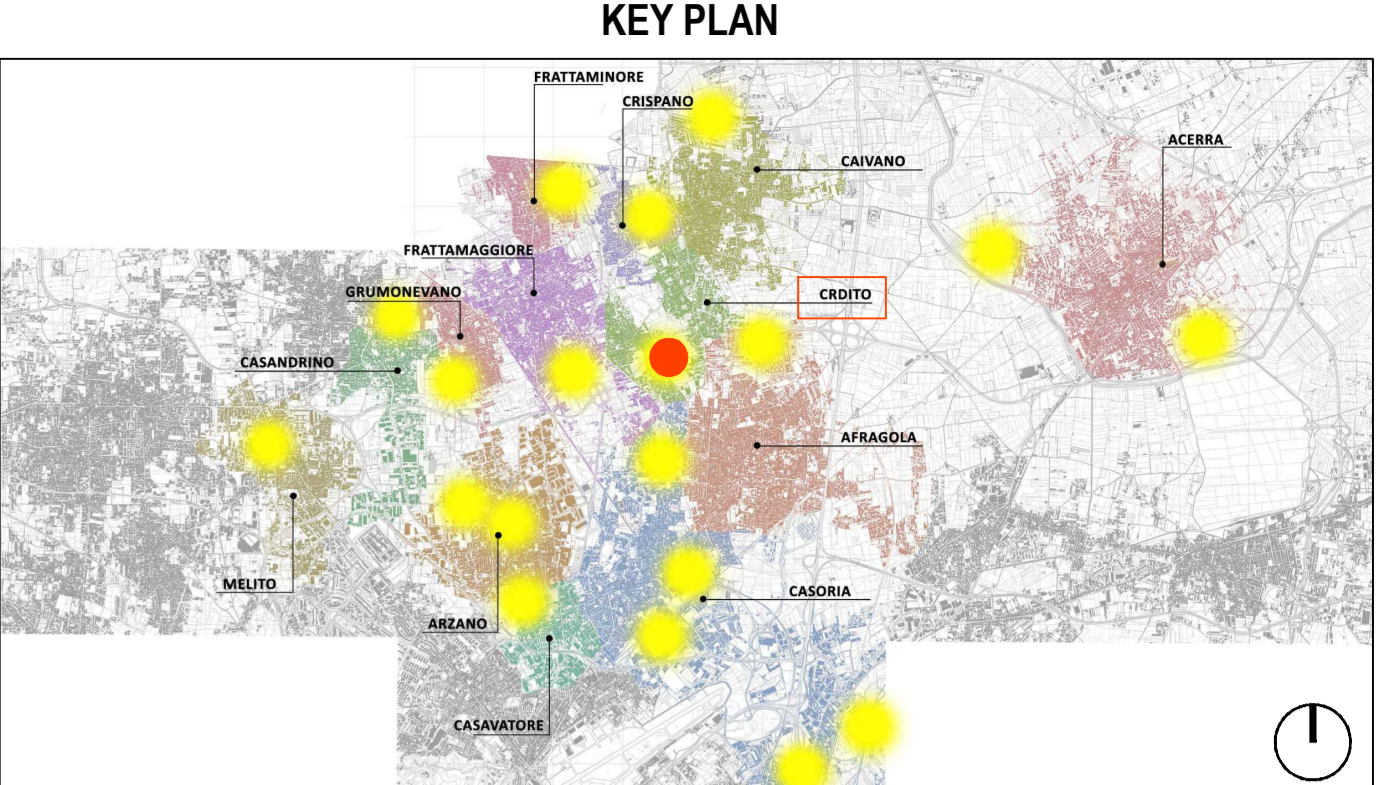 KEY PLAN
FRATTAMINORE
CRISPANO
ACERRA
CAIVANO
FRATTAMAGGIORE
GRUMONEVANO
CRDITO
CASANDRINO
AFRAGOLA
MELITO
CASORIA
ARZANO
CASAVATORE